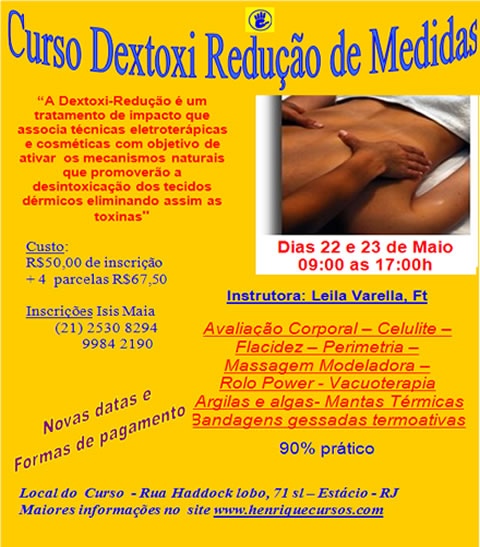 Curso Dextoxi Redução de Medidas
“A Dextoxi-Redução é um
tratamento de impacto que
associa técnicas eletroterápicas
e cosméticas com objetivo de
ativar os mecanismos naturais
que promoverão a
desintoxicação dos tecidos
dérmicos eliminando assim as
toxinas"
Dias 22 e 23 de Maio
09:00 as 17:00h
Custo:
R$50,00 de inscrição
+ 4 parcelas R$67,50
Inscrições Isis Maia
(21) 2530 8294
9984 2190
Instrutora: Leila Varella, Ft
Avaliação Corporal – Celulite –
Flacidez – Perimetria –
Massagem Modeladora –
Rolo Power - Vacuoterapia
Argilas e algas- Mantas Térmicas
Bandagens gessadas termoativas
90% prático
Novas datas e
Formas de pagamento
Local do Curso - Rua Haddock lobo, 71 sl – Estácio - RJ
Maiores informações no site www.henriquecursos.com